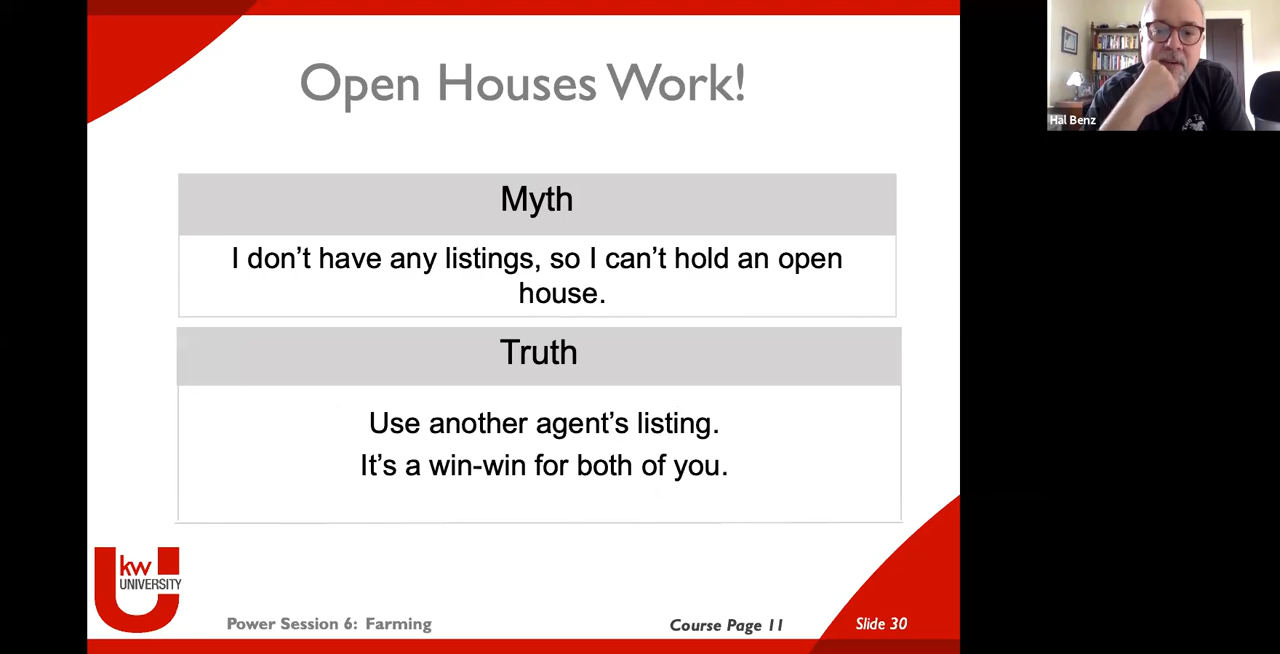 Open Houses Work!
Hal Benz
Myth
I don’t have any listings, so I can’t hold an open
house.
Truth
Use another agent’s listing.
It’s a win-win for both of you.
kw
UNIVERSITY
Power Session 6: Farming
Course Page 11
Slide 30